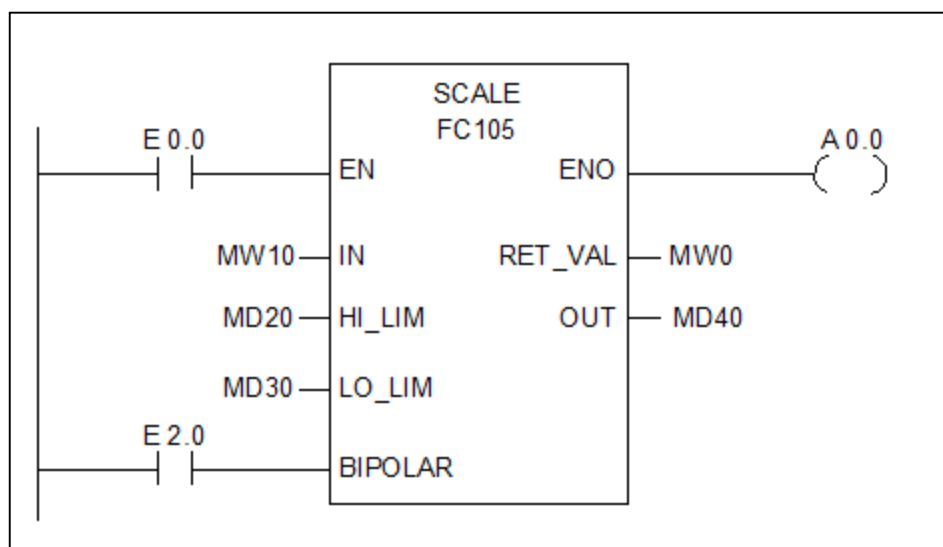 SCALE
FC105
E 0.0
A 0.0
EN
ENO
MW10
IN
RET_VAL
MW0
MD20
HI_LIM
OUT
MD40
MD30
LO_LIM
E 2.0
BIPOLAR